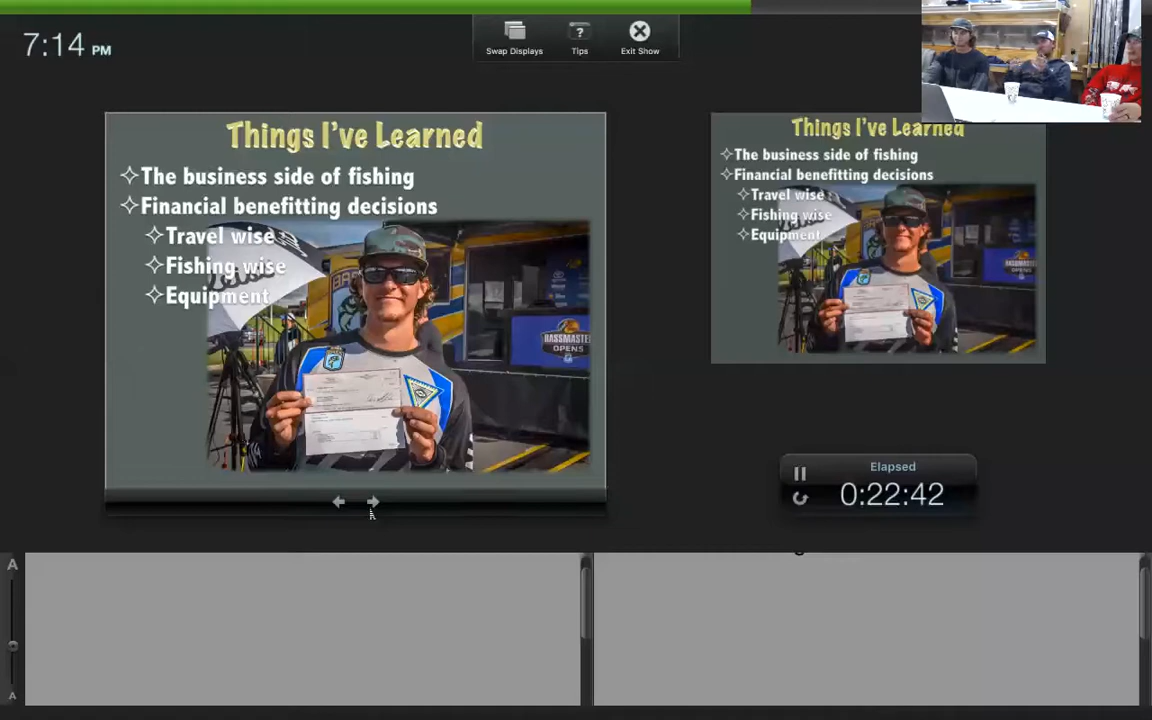 7:14 PM
Swap Displays
Tips
Exit Show
Things I've Learned
The business side of fishing
Financial benefitting decisions
Travel wise
Fishing wise
Equipment
BASSMASTER
OPENS
Things I've Learned
The business side of fishing
Financial benefitting decisions
Travel wise
Fishing wise
Equipment
BASSMASTER
OPENS
Elapsed
0:22:42
A
A